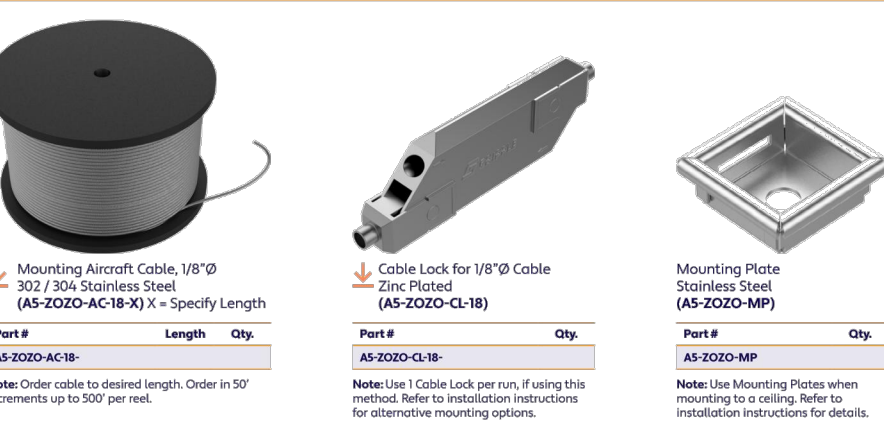 Mounting Aircraft Cable, 1/8”Ø
302 / 304 Stainless Steel
(A5-ZOZO-AC-18-X) X = Specify Length
Part # Length Qty.
A5-ZOZO-AC-18-
Note: Order cable to desired length. Order in 50’
increments up to 500’ per reel.
Cable Lock for 1/8”Ø Cable
Zinc Plated
(A5-ZOZO-CL-18)
Part # Qty.
A5-ZOZO-CL-18-
Note: Use 1 Cable Lock per run, if using this
method. Refer to installation instructions
for alternative mounting options.
Mounting Plate
Stainless Steel
(A5-ZOZO-MP)
Part # Qty.
A5-ZOZO-MP
Note: Use Mounting Plates when
mounting to a ceiling. Refer to
installation instructions for details.